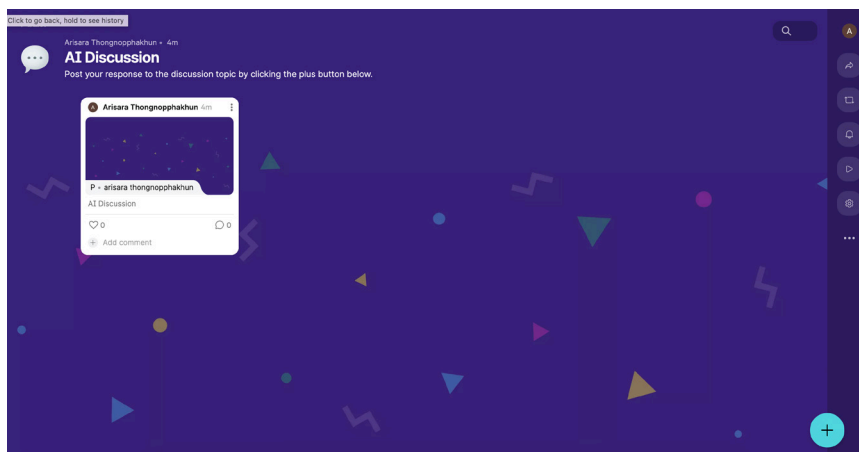 Click to go back, hold to see history
Arisara Thongnopphakhun • 4m
AI Discussion
Post your response to the discussion topic by clicking the plus button below.
A
A Arisara Thongnopphakhun 4m
P • arisara thongnopphakhun
AI Discussion
0 0
Add comment